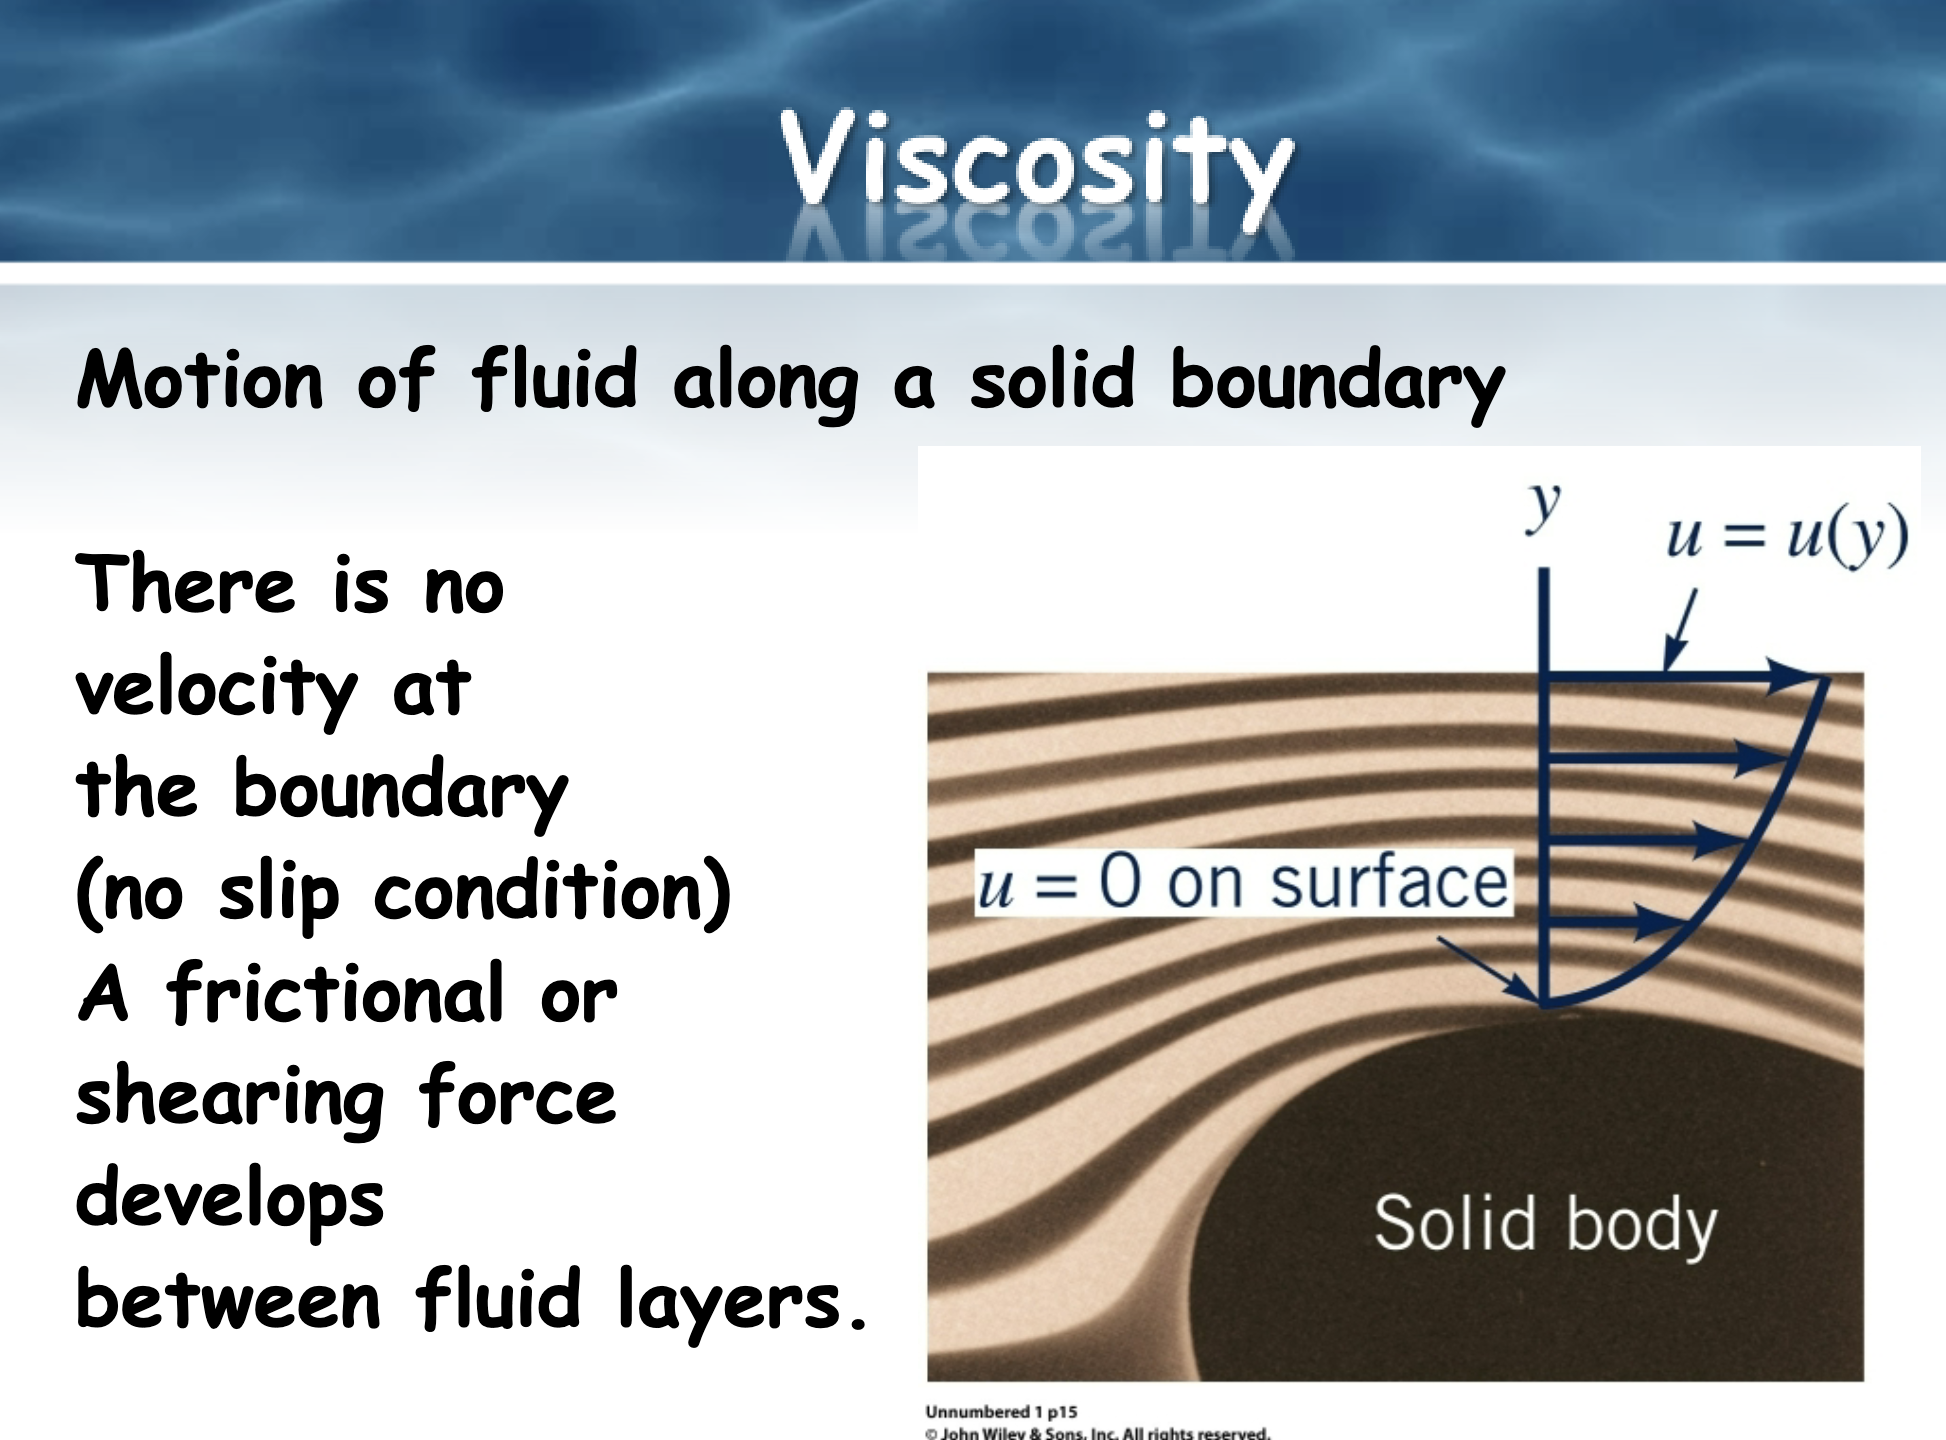 Viscosity
Motion of fluid along a solid boundary
There is no
velocity at
the boundary
(no slip condition)
A frictional or
shearing force
develops
between fluid layers.
y
u = u(y)
u = 0 on surface
Solid body
Unnumbered 1 p15
© John Wiley & Sons, Inc. All rights reserved.